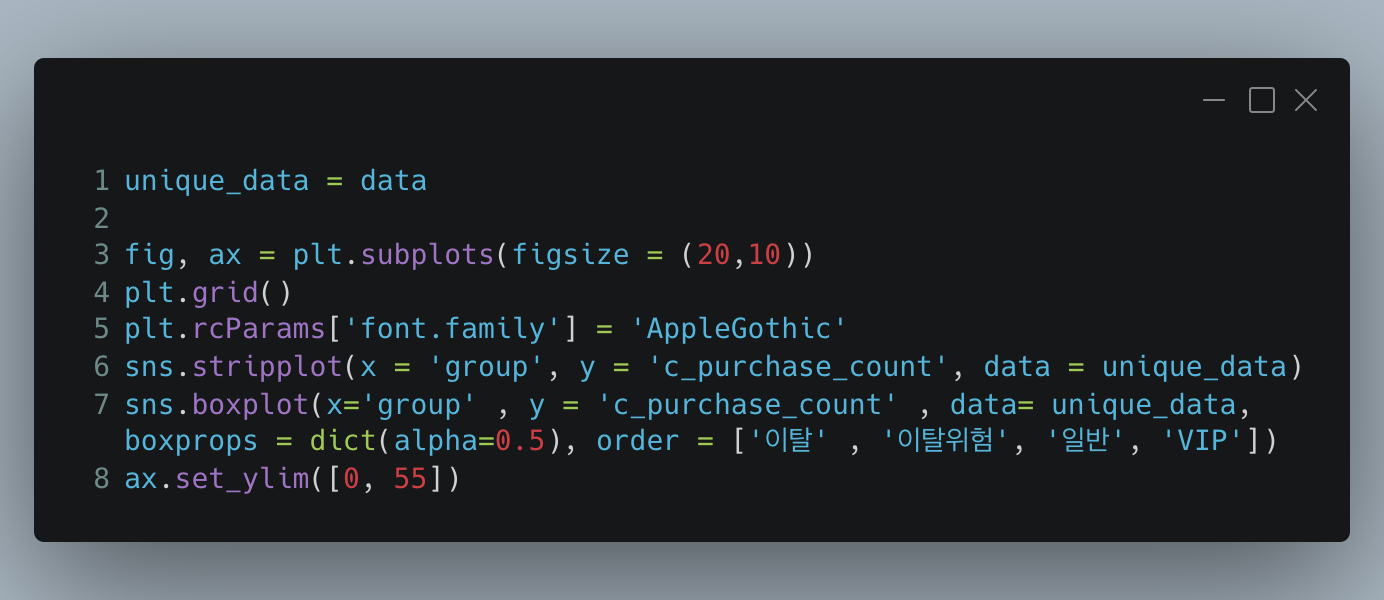 1 unique_data = data
2
3 fig, ax = plt.subplots(figsize = (20,10))
4 plt.grid()
5 plt.rcParams['font.family'] = 'AppleGothic'
6 sns.stripplot(x = 'group', y = 'c_purchase_count', data = unique_data)
7 sns.boxplot(x='group' , y = 'c_purchase_count' , data= unique_data,
boxprops = dict(alpha=0.5), order = ['이탈' , '이탈위험', '일반', 'VIP'])
8 ax.set_ylim([0, 55])